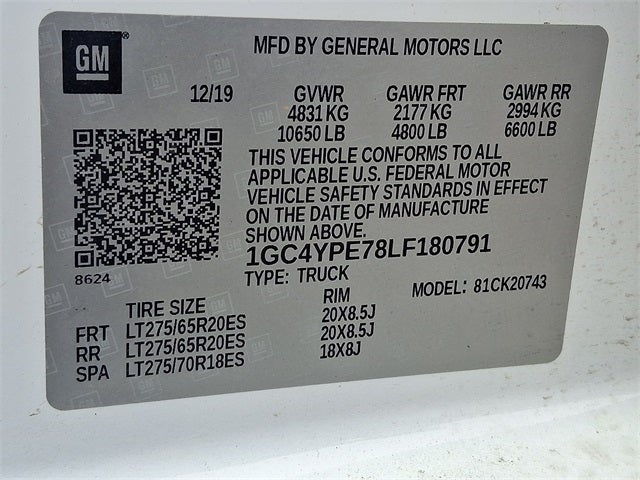 GM®
MFD BY GENERAL MOTORS LLC
12/19 GVWR GAWR FRT GAWR RR
4831 KG 2177 KG 2994 KG
10650 LB 4800 LB 6600 LB
THIS VEHICLE CONFORMS TO ALL
APPLICABLE U.S. FEDERAL MOTOR
VEHICLE SAFETY STANDARDS IN EFFECT
ON THE DATE OF MANUFACTURE
SHOWN ABOVE.
1GC4YPE78LF180791
8624
TYPE: TRUCK MODEL: 81CK20743
TIRE SIZE RIM
FRT LT275/65R20ES 20X8.5J
RR LT275/65R20ES 20X8.5J
SPA LT275/70R18ES 18X8J